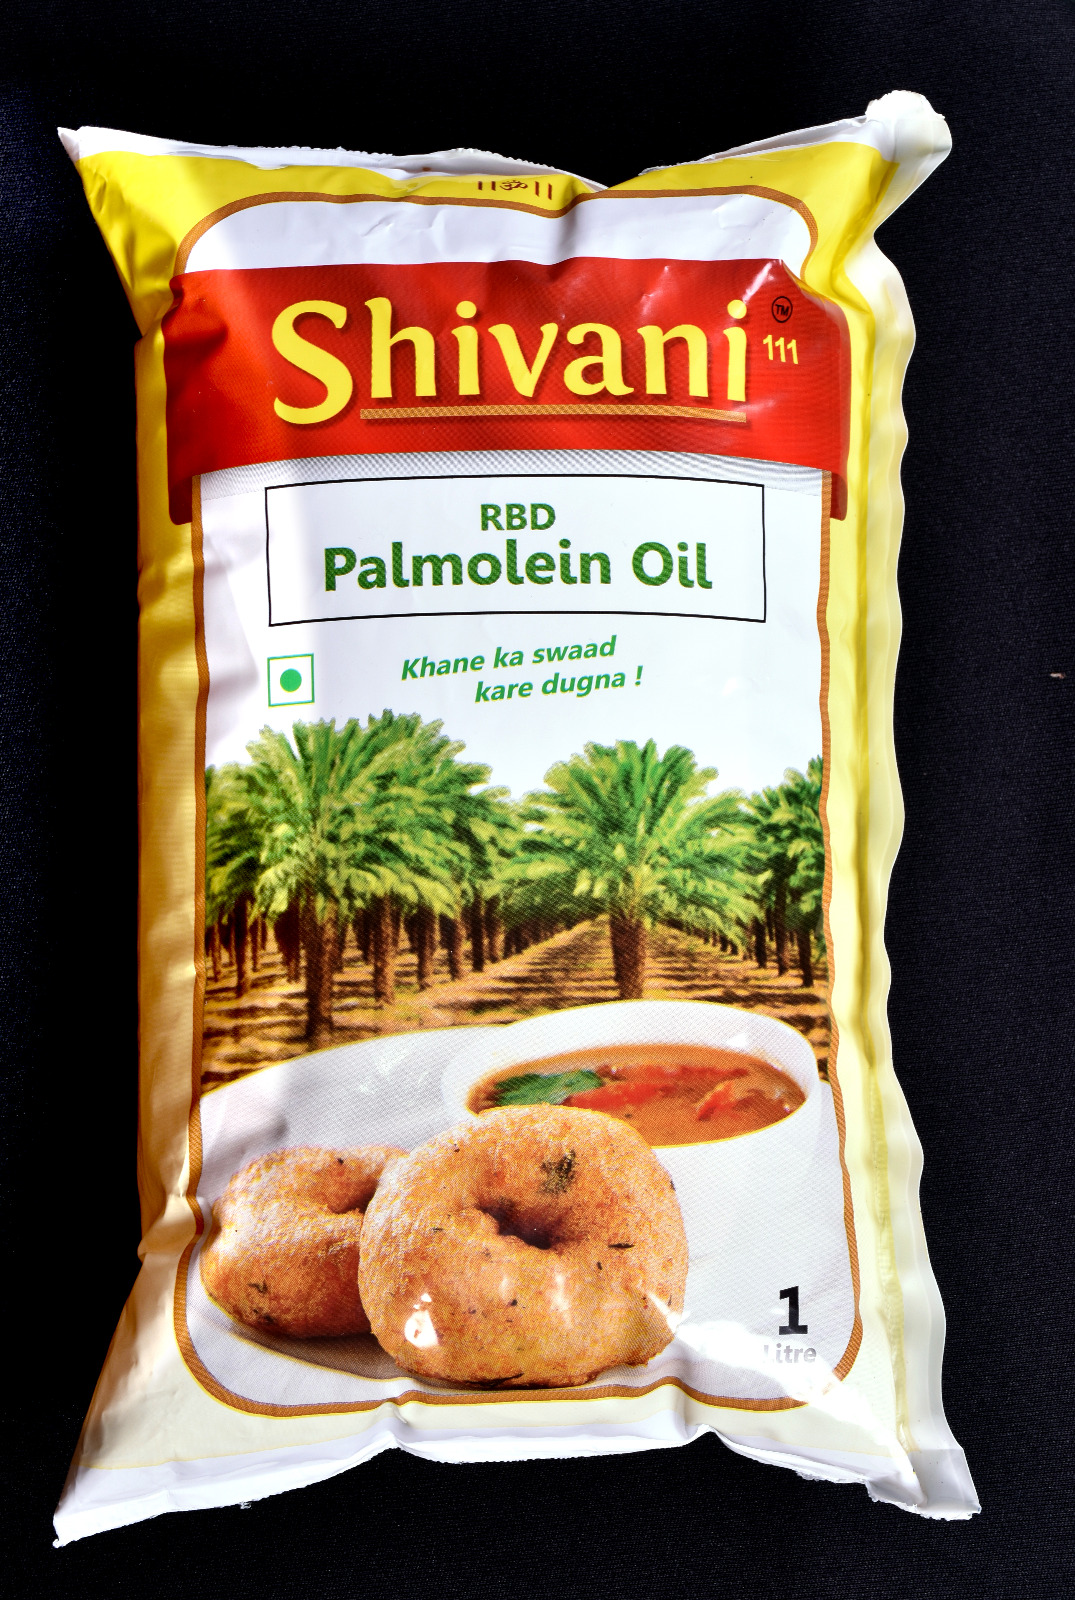 ||ॐ||
Shivani
TM
111
RBD
Palmolein Oil
Khane ka swaad
kare dugna !
1
Litre